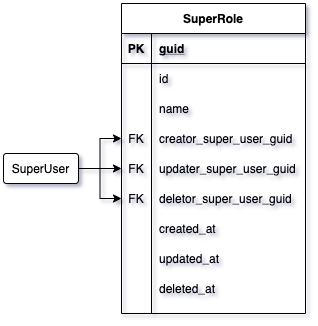 SuperRole
PK guid
id
name
FK creator_super_user_guid
SuperUser FK updater_super_user_guid
FK deletor_super_user_guid
created_at
updated_at
deleted_at